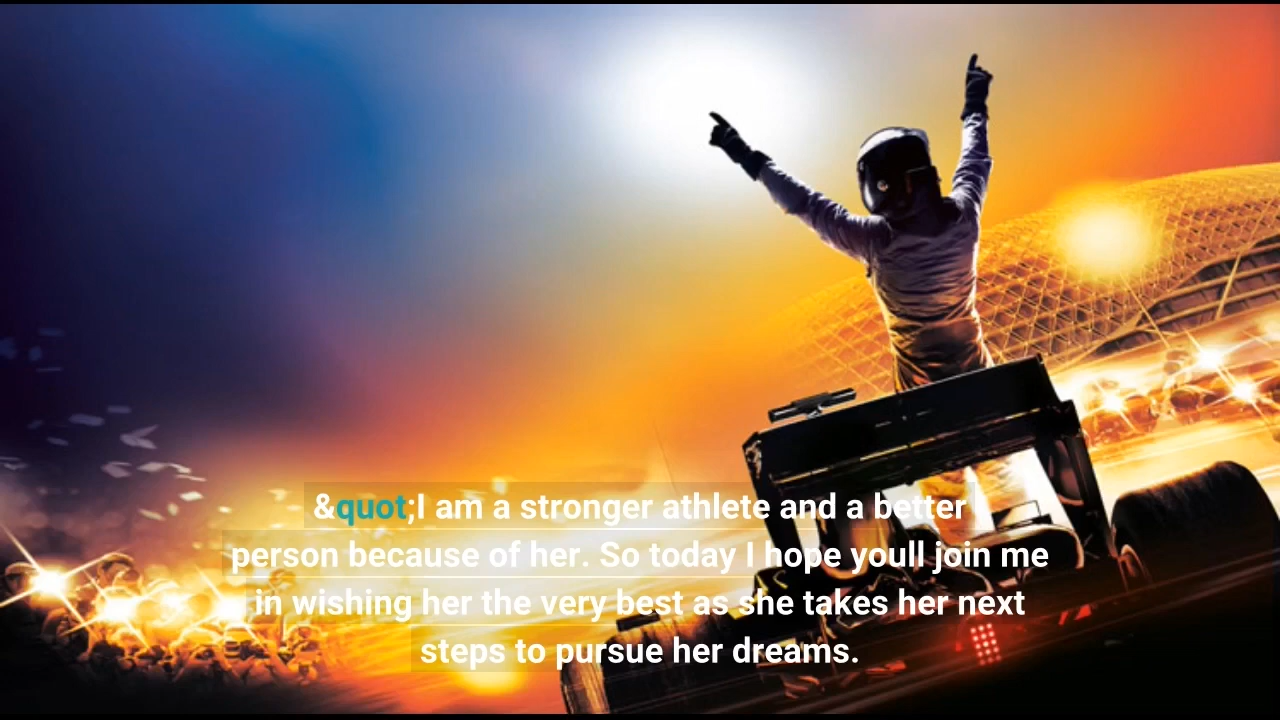 &quot;I am a stronger athlete and a better
person because of her. So today I hope youll join me
in wishing her the very best as she takes her next
steps to pursue her dreams.